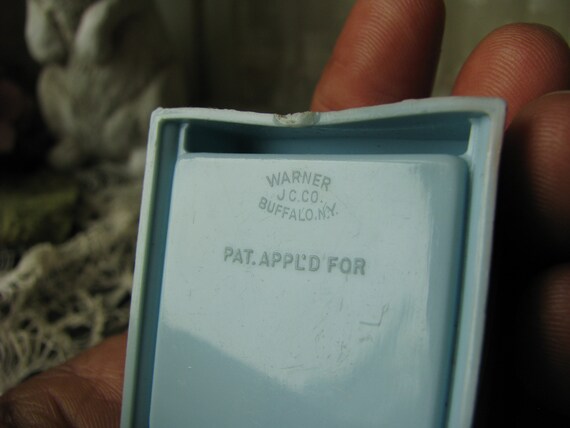 WARNER
J.C.CO.
BUFFALO,N.Y.
PAT. APPL'D FOR